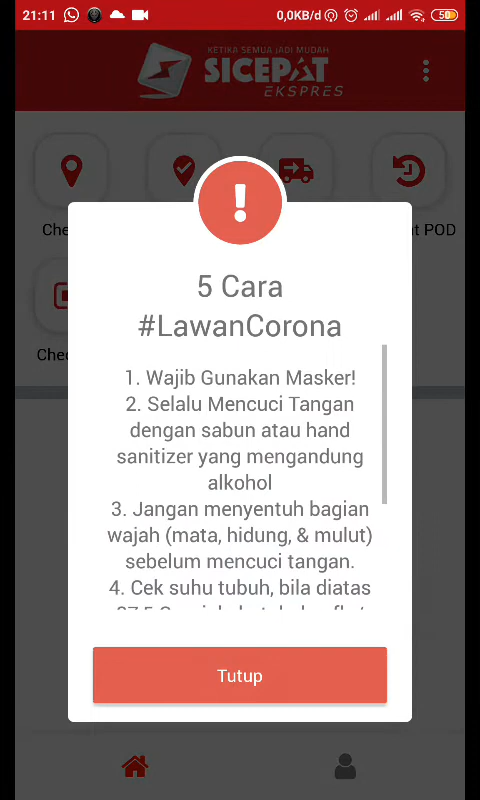 21:11
0,0KB/d
50
KETIKA SEMUA JADI MUDAH
SICEPAT
EKSPRES
POD
5 Cara
#LawanCorona
1. Wajib Gunakan Masker!
2. Selalu Mencuci Tangan
dengan sabun atau hand
sanitizer yang mengandung
alkohol
3. Jangan menyentuh bagian
wajah (mata, hidung, & mulut)
sebelum mencuci tangan.
4. Cek suhu tubuh, bila diatas
Tutup